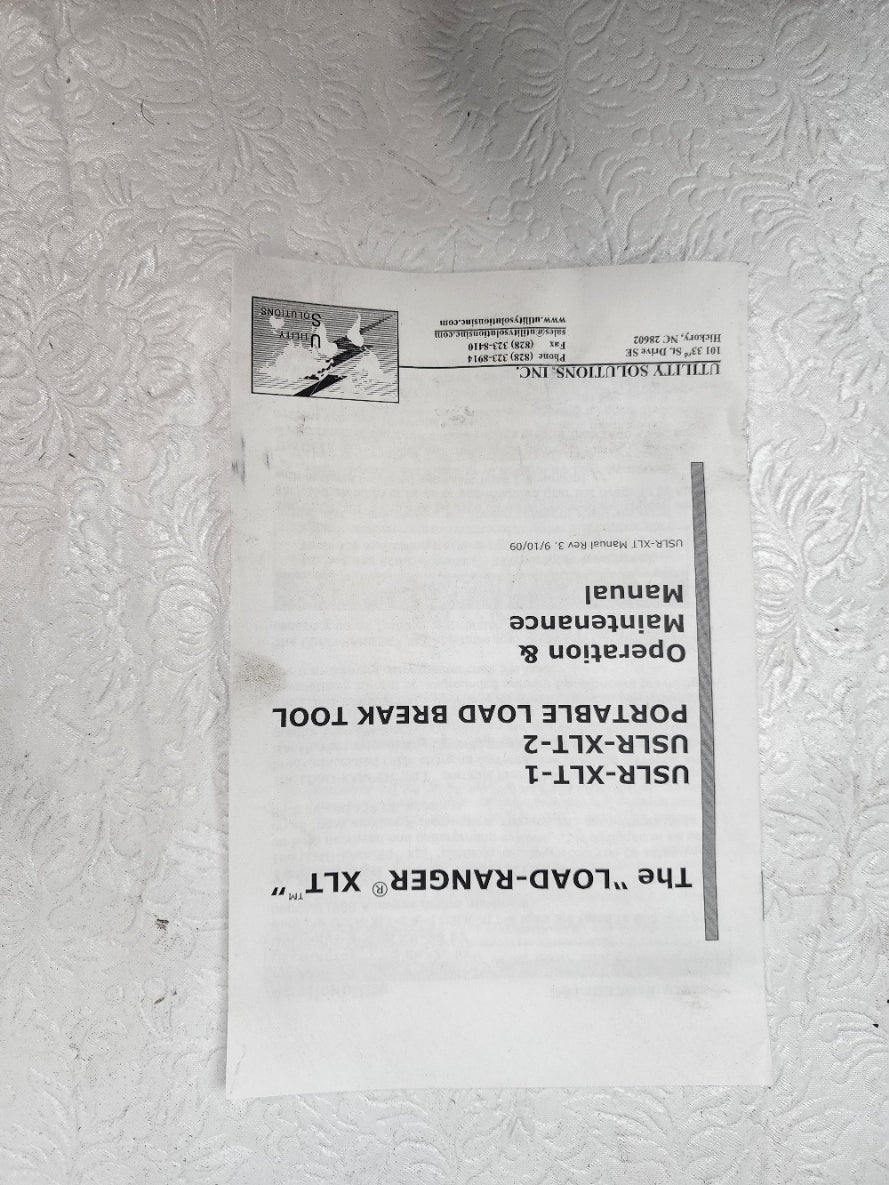 The "LOAD-RANGER® XLT™"
USLR-XLT-1
USLR-XLT-2
PORTABLE LOAD BREAK TOOL
Operation &
Maintenance
Manual
USLR-XLT Manual Rev 3. 9/10/09
UTILITY SOLUTIONS, INC.
101 33rd St. Drive SE
Hickory, NC 28602
Phone (828) 323-8914
Fax (828) 323-8410
sales@utilitysolutionsinc.com
www.utilitysolutionsinc.com
UTILITY
SOLUTIONS